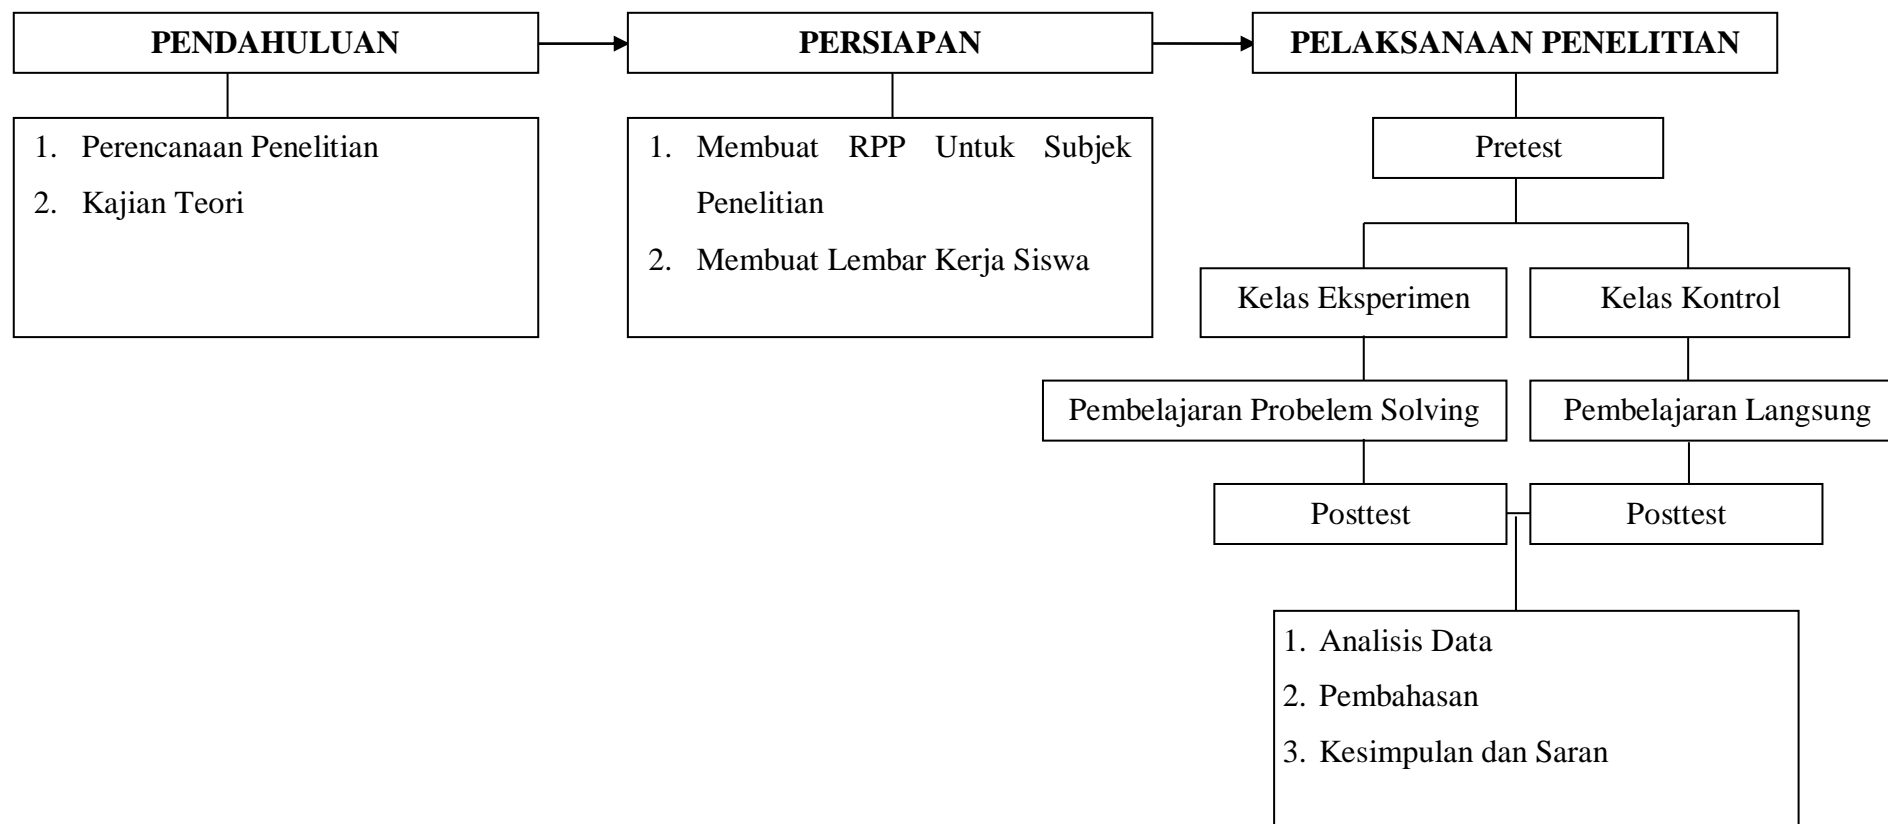 PENDAHULUAN
PERSIAPAN
PELAKSANAAN PENELITIAN
1. Perencanaan Penelitian
2. Kajian Teori
1. Membuat RPP Untuk Subjek
Penelitian
2. Membuat Lembar Kerja Siswa
Pretest
Kelas Eksperimen
Kelas Kontrol
Pembelajaran Probelem Solving
Pembelajaran Langsung
Posttest
Posttest
1. Analisis Data
2. Pembahasan
3. Kesimpulan dan Saran